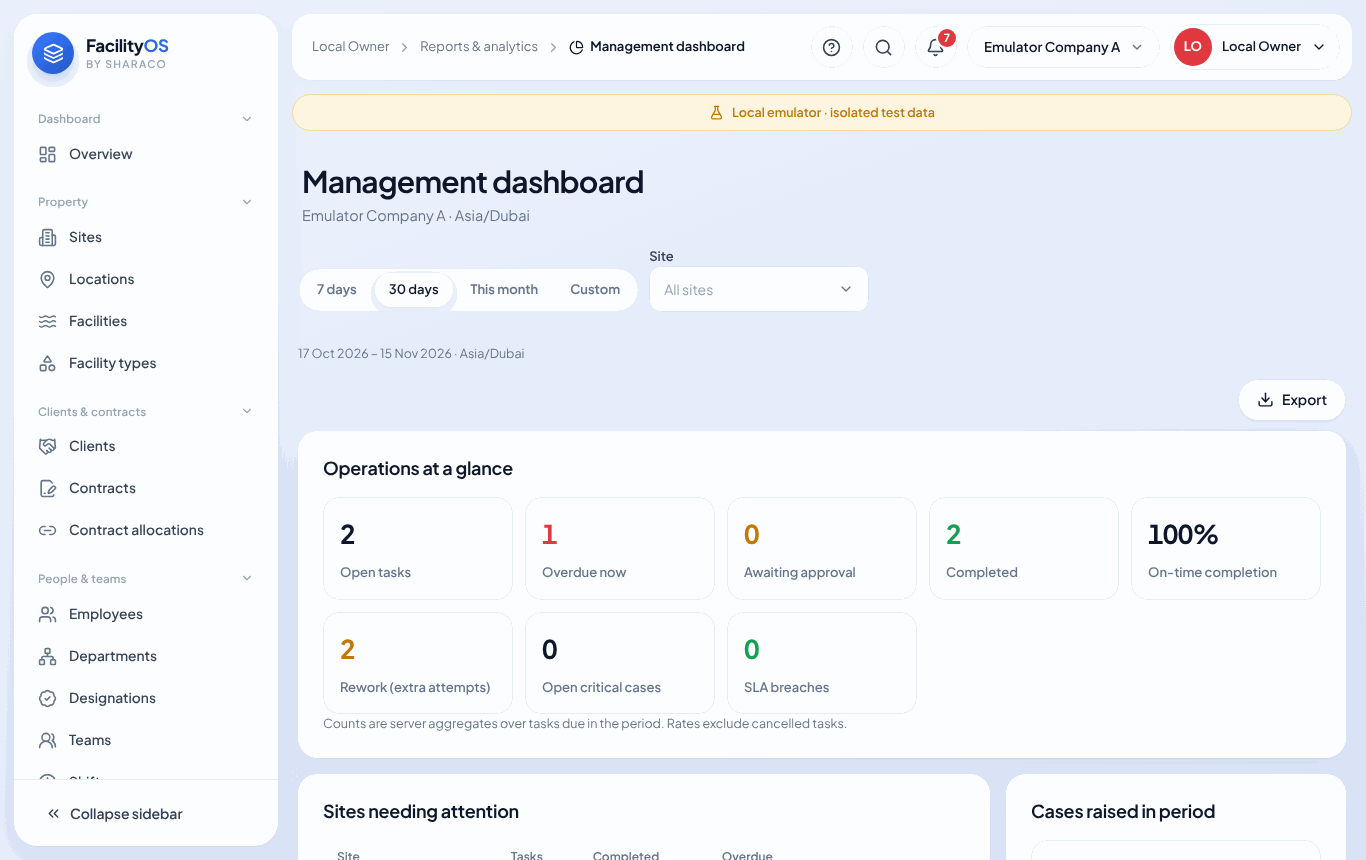 FacilityOS
BY SHARACO
Local Owner
Reports & analytics
Management dashboard
7
Emulator Company A
LO
Local Owner
Local emulator · isolated test data
Dashboard
Overview
Property
Sites
Locations
Facilities
Facility types
Clients & contracts
Clients
Contracts
Contract allocations
People & teams
Employees
Departments
Designations
Teams
Collapse sidebar
Management dashboard
Emulator Company A · Asia/Dubai
Site
7 days
30 days
This month
Custom
All sites
17 Oct 2026 – 15 Nov 2026 · Asia/Dubai
Export
Operations at a glance
2
Open tasks
1
Overdue now
0
Awaiting approval
2
Completed
100%
On-time completion
2
Rework (extra attempts)
0
Open critical cases
0
SLA breaches
Counts are server aggregates over tasks due in the period. Rates exclude cancelled tasks.
Sites needing attention
Site Tasks Completed Overdue
Cases raised in period